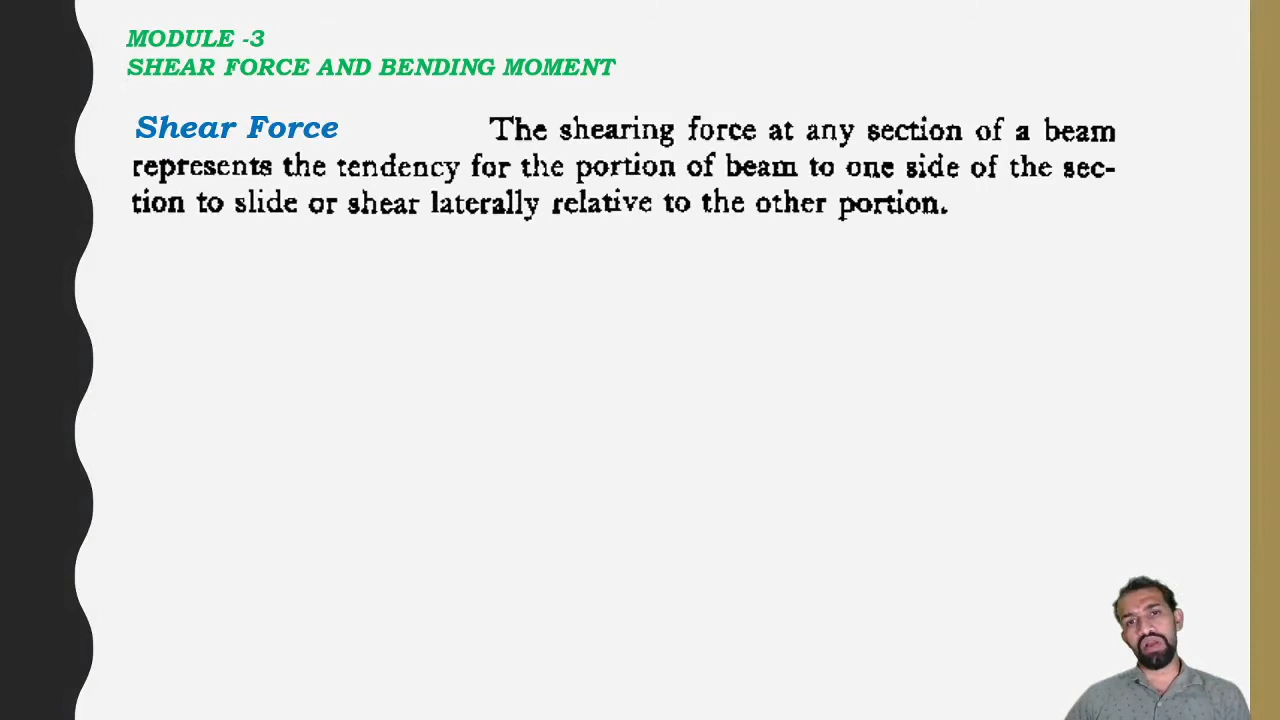 MODULE -3
SHEAR FORCE AND BENDING MOMENT
Shear Force The shearing force at any section of a beam
represents the tendency for the portion of beam to one side of the sec-
tion to slide or shear laterally relative to the other portion.